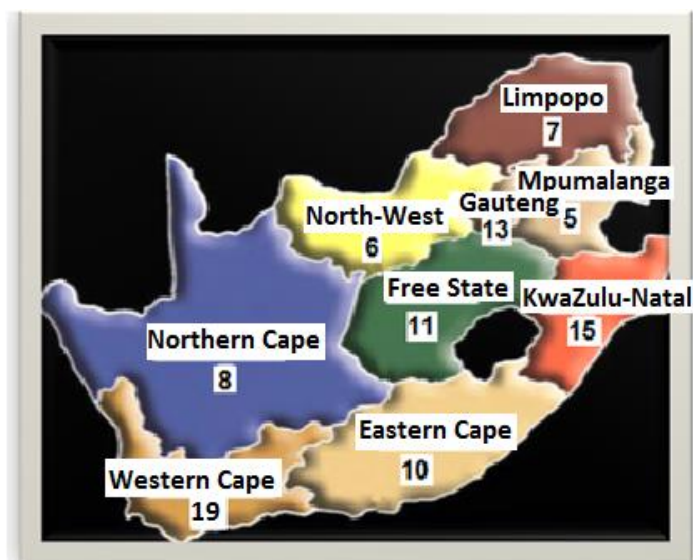 Limpopo
7
Mpumalanga
5
Gauteng
13
North-West
6
Free State
11
KwaZulu-Natal
15
Northern Cape
8
Eastern Cape
10
Western Cape
19